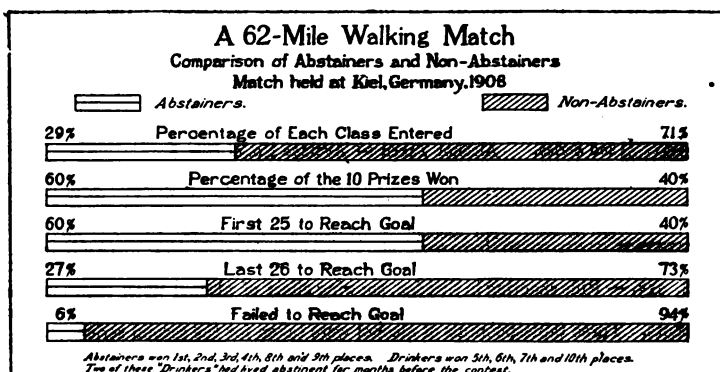 A 62-Mile Walking Match
Comparison of Abstainers and Non-Abstainers
Match held at Kiel, Germany. 1908
Abstainers. Non-Abstainers.
29% Percentage of Each Class Entered 71%
60% Percentage of the 10 Prizes Won 40%
60% First 25 to Reach Goal 40%
27% Last 26 to Reach Goal 73%
6% Failed to Reach Goal 94%
Abstainers won 1st, 2nd, 3rd, 4th, 8th and 9th places. Drinkers won 5th, 6th, 7th and 10th places.
Two of these "Drinkers" had lived abstinent for months before the contest.